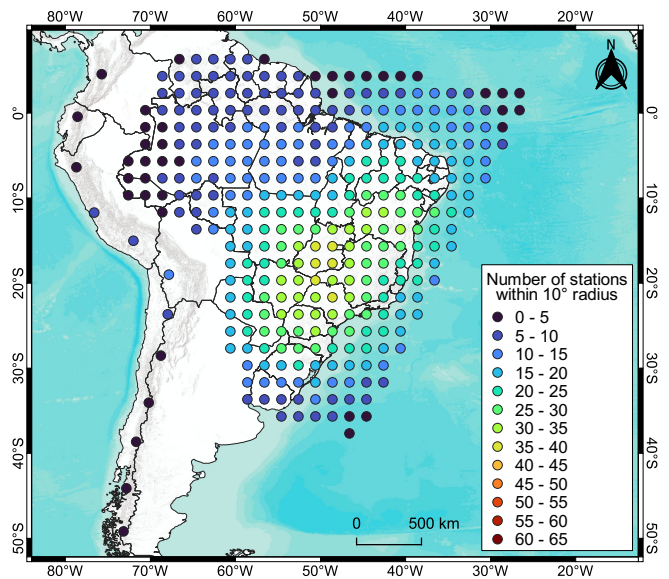 80°W 70°W 60°W 50°W 40°W 30°W 20°W
N
0° 0°
10°S 10°S
20°S 20°S
30°S 30°S
40°S 40°S
50°S 50°S
Number of stations
within 10° radius
0 - 5
5 - 10
10 - 15
15 - 20
20 - 25
25 - 30
30 - 35
35 - 40
40 - 45
45 - 50
50 - 55
55 - 60
60 - 65
0 500 km
80°W 70°W 60°W 50°W 40°W 30°W 20°W